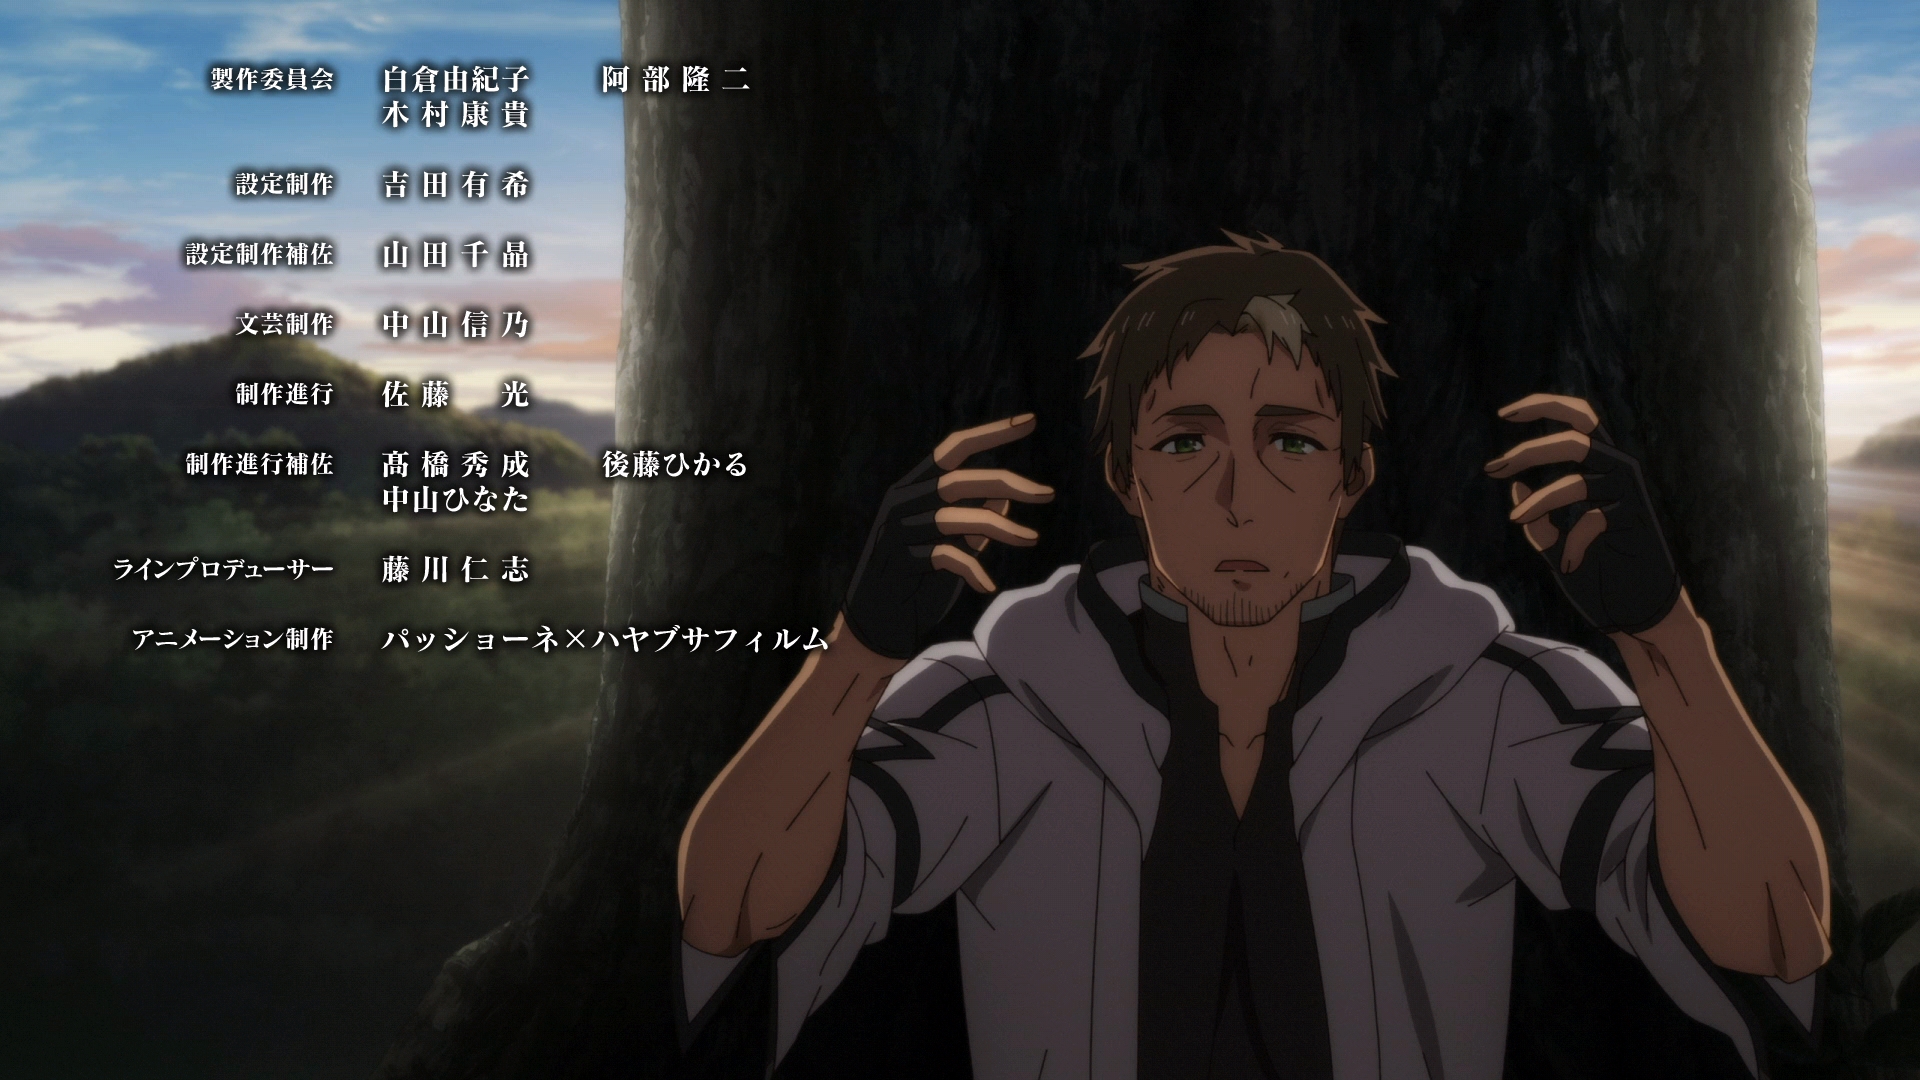 製作委員会 白倉由紀子 阿部隆二
木村康貴
設定制作 吉田有希
設定制作補佐 山田千晶
文芸制作 中山信乃
制作進行 佐藤 光
制作進行補佐 髙橋秀成 後藤ひかる
中山ひなた
ラインプロデューサー 藤川仁志
アニメーション制作 パッショーネ×ハヤブサフィルム